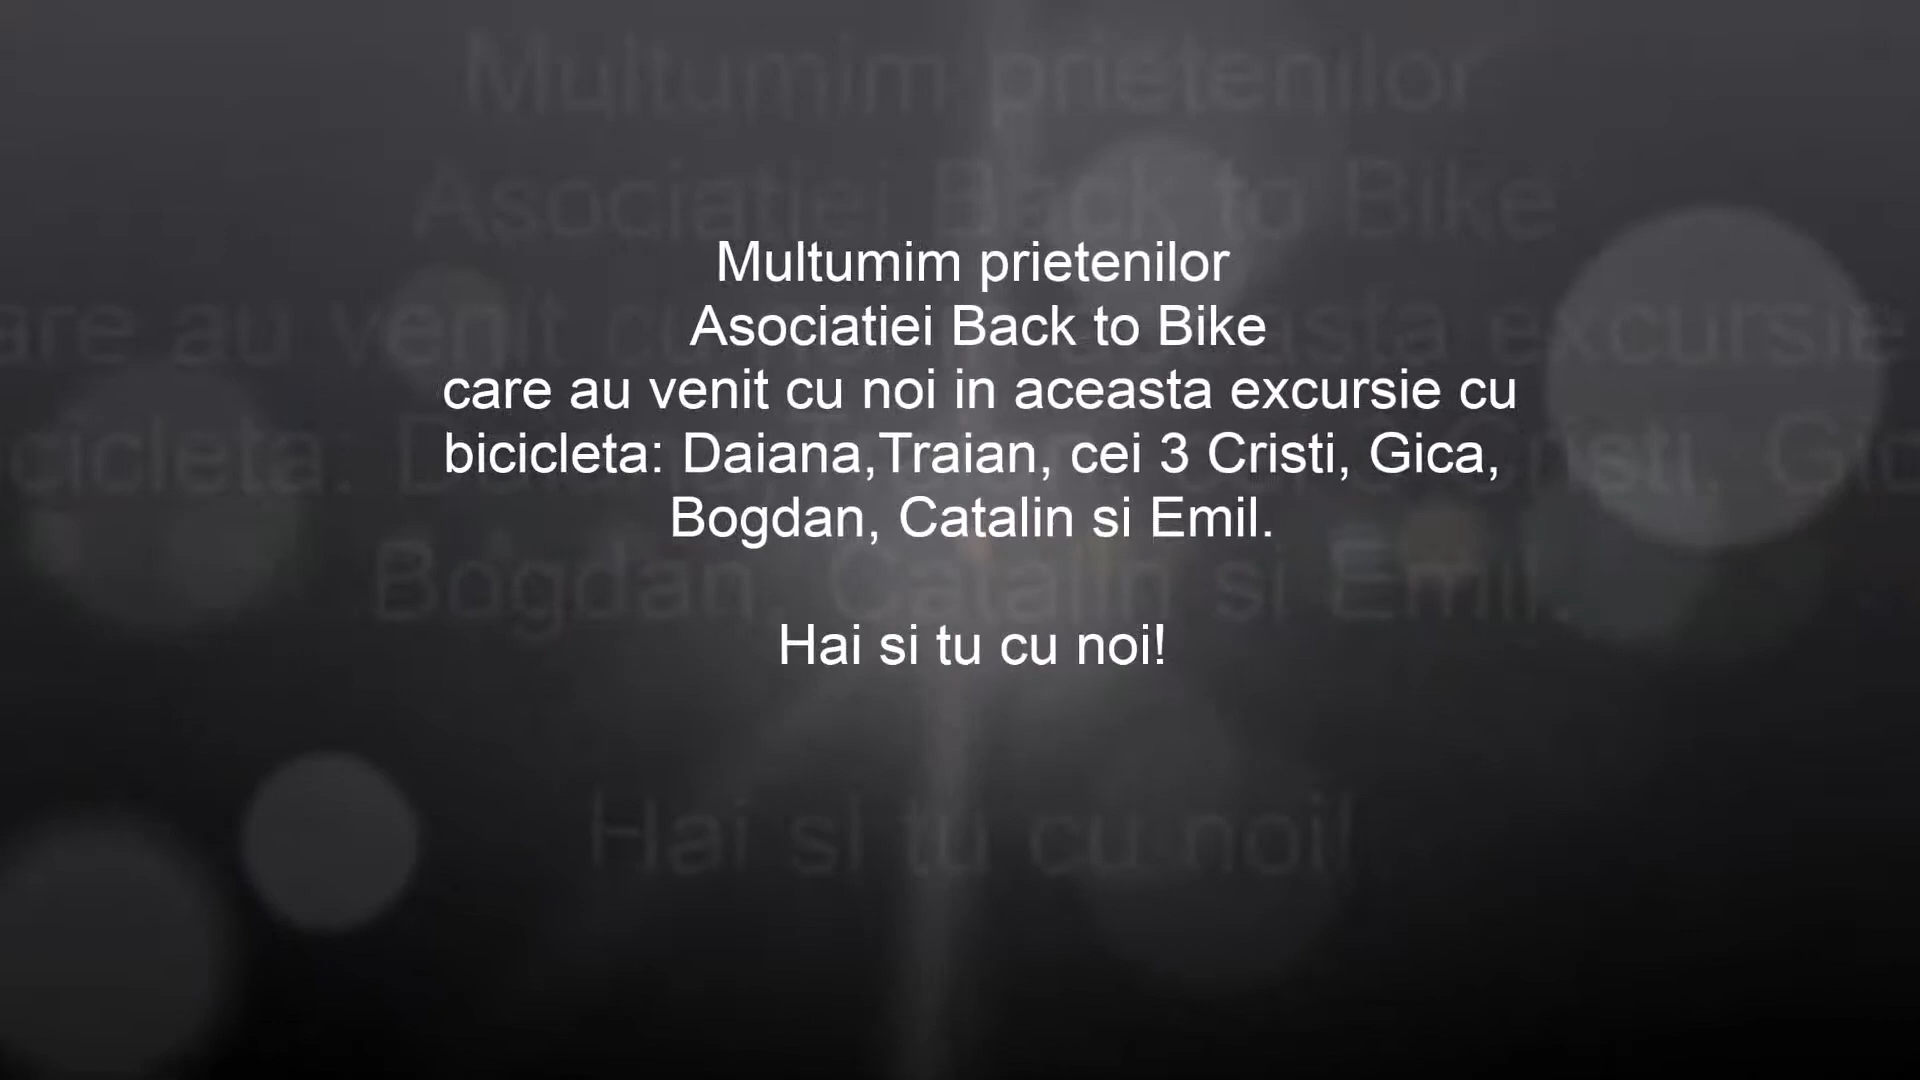 Multumim prietenilor
Asociatiei Back to Bike
care au venit cu noi in aceasta excursie cu
bicicleta: Daiana,Traian, cei 3 Cristi, Gica,
Bogdan, Catalin si Emil.
Hai si tu cu noi!